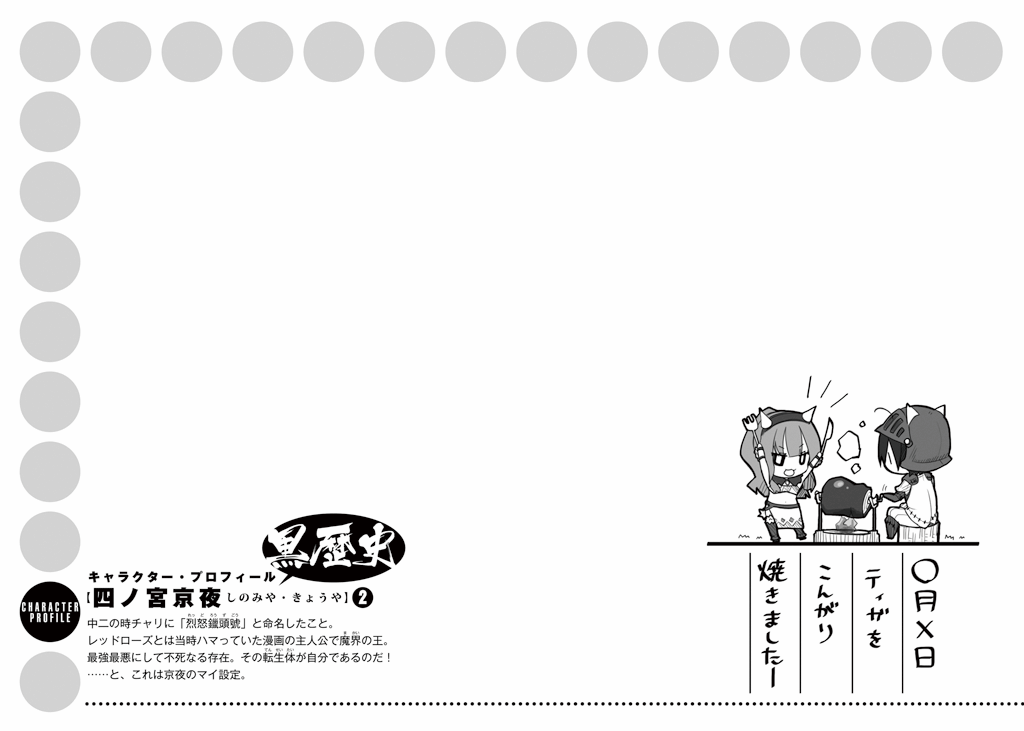 〇月×日
ティガを
こんがり
焼きましたー
黒歴史
キャラクター・プロフィール
【四ノ宮京夜 しのみや・きょうや】❷
CHARACTER
PROFILE
中二の時チャリに「烈怒鑞頭號」と命名したこと。
レッドローズとは当時ハマっていた漫画の主人公で魔界の王。
最強最悪にして不死なる存在。その転生体が自分であるのだ!
……と、これは京夜のマイ設定。